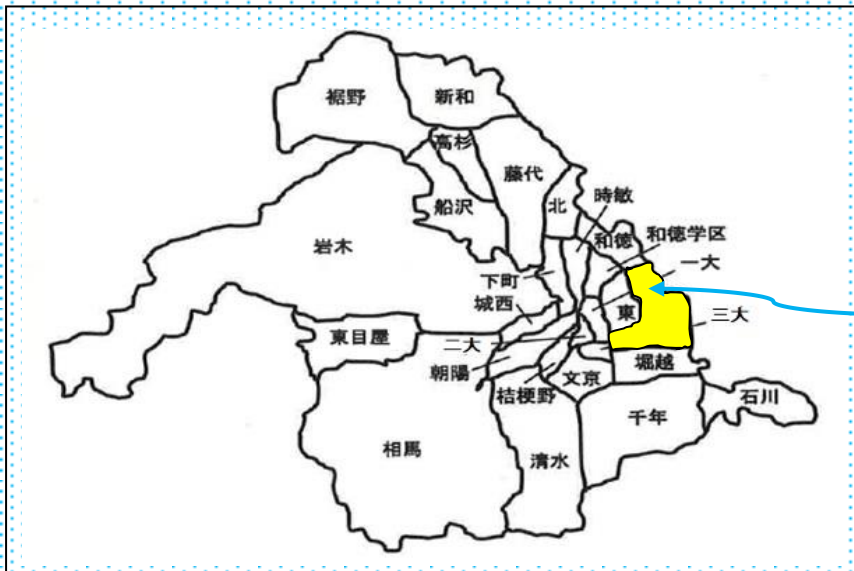 裾野
新和
高杉
藤代
船沢
北
時敏
和徳
和徳学区
岩木
一大
下町
城西
東
三大
東目屋
二大
朝陽
堀越
文京
桔梗野
石川
千年
相馬
清水